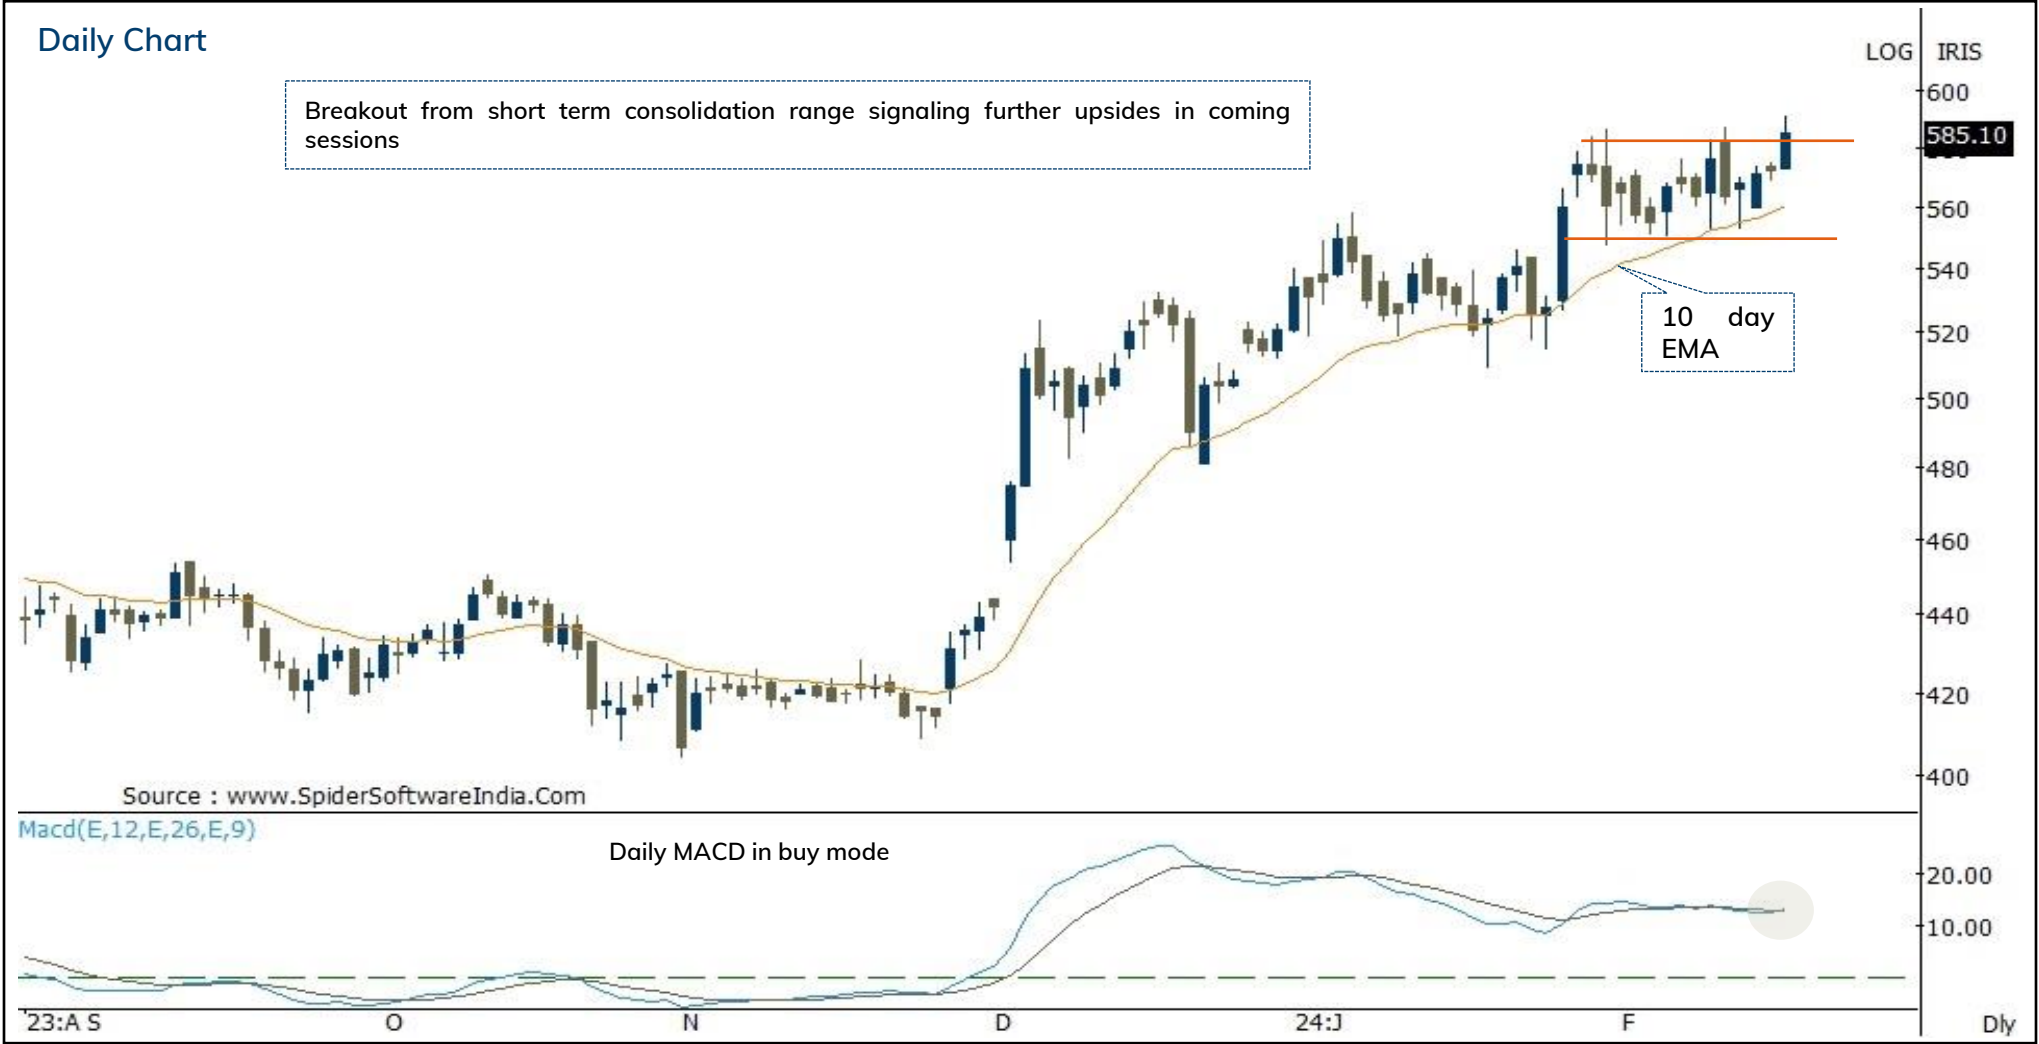 Daily Chart
LOG IRIS
Breakout from short term consolidation range signaling further upsides in coming
sessions
600
585.10
560
540
10 day
EMA
520
500
480
460
440
420
400
Source : www.SpiderSoftwareIndia.Com
Macd(E,12,E,26,E,9)
Daily MACD in buy mode
20.00
10.00
23:A S O N D 24:J F Dly